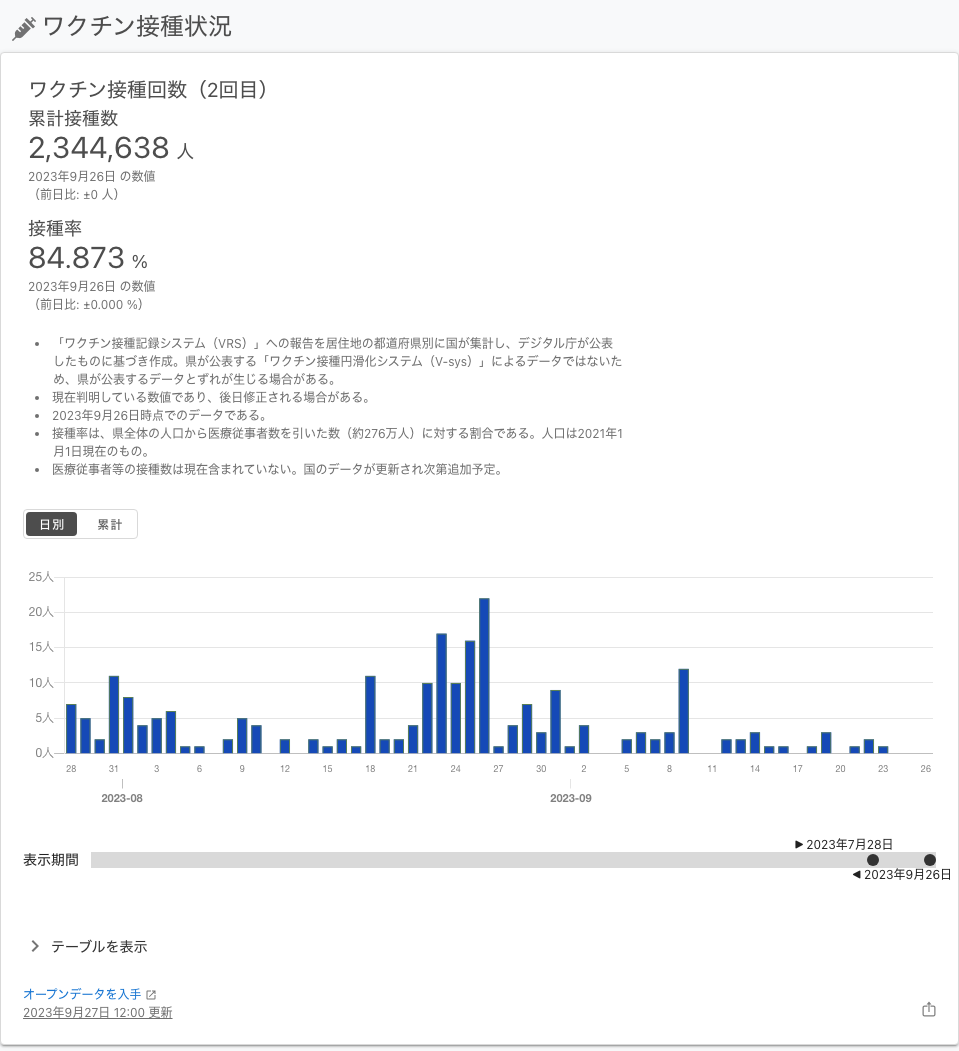 ワクチン接種状況
ワクチン接種回数（2回目）
累計接種数
2,344,638 人
2023年9月26日 の数値
（前日比: ±0 人）
接種率
84.873 %
2023年9月26日 の数値
（前日比: ±0.000 %）
• 「ワクチン接種記録システム（VRS）」への報告を居住地の都道府県別に国が集計し、デジタル庁が公表
したものに基づき作成。県が公表する「ワクチン接種円滑化システム（V-sys）」によるデータではないた
め、県が公表するデータとずれが生じる場合がある。
• 現在判明している数値であり、後日修正される場合がある。
• 2023年9月26日時点でのデータである。
• 接種率は、県全体の人口から医療従事者数を引いた数（約276万人）に対する割合である。人口は2021年1
月1日現在のもの。
• 医療従事者等の接種数は現在含まれていない。国のデータが更新され次第追加予定。
日別 累計
25人
20人
15人
10人
5人
0人
28 31 3 6 9 12 15 18 21 24 27 30 2 5 8 11 14 17 20 23 26
2023-08 2023-09
▶ 2023年7月28日
表示期間
◀ 2023年9月26日
テーブルを表示
オープンデータを入手
2023年9月27日 12:00 更新